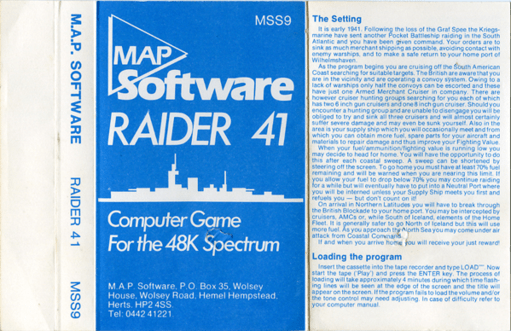 M.A.P. SOFTWARE RAIDER 41 MSS9
MSS9
MAP
Software
RAIDER 41
Computer Game
For the 48K Spectrum
M.A.P. Software, P.O. Box 35, Wolsey
House, Wolsey Road, Hemel Hempstead,
Herts. HP2 4SS.
Tel: 0442 41221.
The Setting
It is early 1941. Following the loss of the Graf Spee the Kriegs-
marine have sent another Pocket Battleship raiding in the South
Atlantic and you have been given command. Your orders are to
sink as much merchant shipping as possible, avoiding contact with
enemy warships, and to make a safe return to your home port of
Wilhelmshaven.
As the program begins you are cruising off the South American
Coast searching for suitable targets. The British are aware that you
are in the vicinity and are operating a convoy system. Owing to a
lack of warships only half the convoys can be escorted and these
have just one Armed Merchant Cruiser in company. There are
however cruiser hunting groups searching for you each of which
has two 6 inch gun cruisers and one 8 inch gun cruiser. Should you
encounter a hunting group and are unable to disengage you will be
obliged to try and sink all three cruisers and will almost certainly
suffer severe damage and may even be sunk yourself. Also in the
area is your supply ship which you will occasionally meet and from
which you can obtain more fuel, spare parts for your aircraft and
materials to repair damage and thus improve your Fighting Value.
When your fuel/ammunition/fighting value is running low you
may decide to head for home. You will have the opportunity to do
this after each coastal sweep. A sweep can be shortened by
steering off the screen. To go home you must have at least 70% fuel
remaining and will be warned when you are nearing this limit. If
you allow your fuel to drop below 70% you may continue raiding
for a while but will eventually have to put into a Neutral Port where
you will be interned unless your Supply Ship meets you first and
refuels you — but don't count on it!
On arrival in Northern Latitudes you will have to break through
the British Blockade to your home port. You may be intercepted by
cruisers, AMCs or, while South of Iceland, elements of the Home
Fleet. It is generally safer to go North of Iceland but this will use
more fuel. As you approach the North Sea you may come under air
attack from Coastal Command.
If and when you arrive home you will receive your just reward!
Loading the program
Insert the cassette into the tape recorder and type LOAD"". Now
start the tape ('Play') and press the ENTER key. The process of
loading will take approximately 4 minutes during which time flash-
ing lines will be seen at the edge of the screen and the title will
appear on the screen. If the program fails to load the volume and/or
the tone control may need adjusting. In case of difficulty refer to
your computer manual.